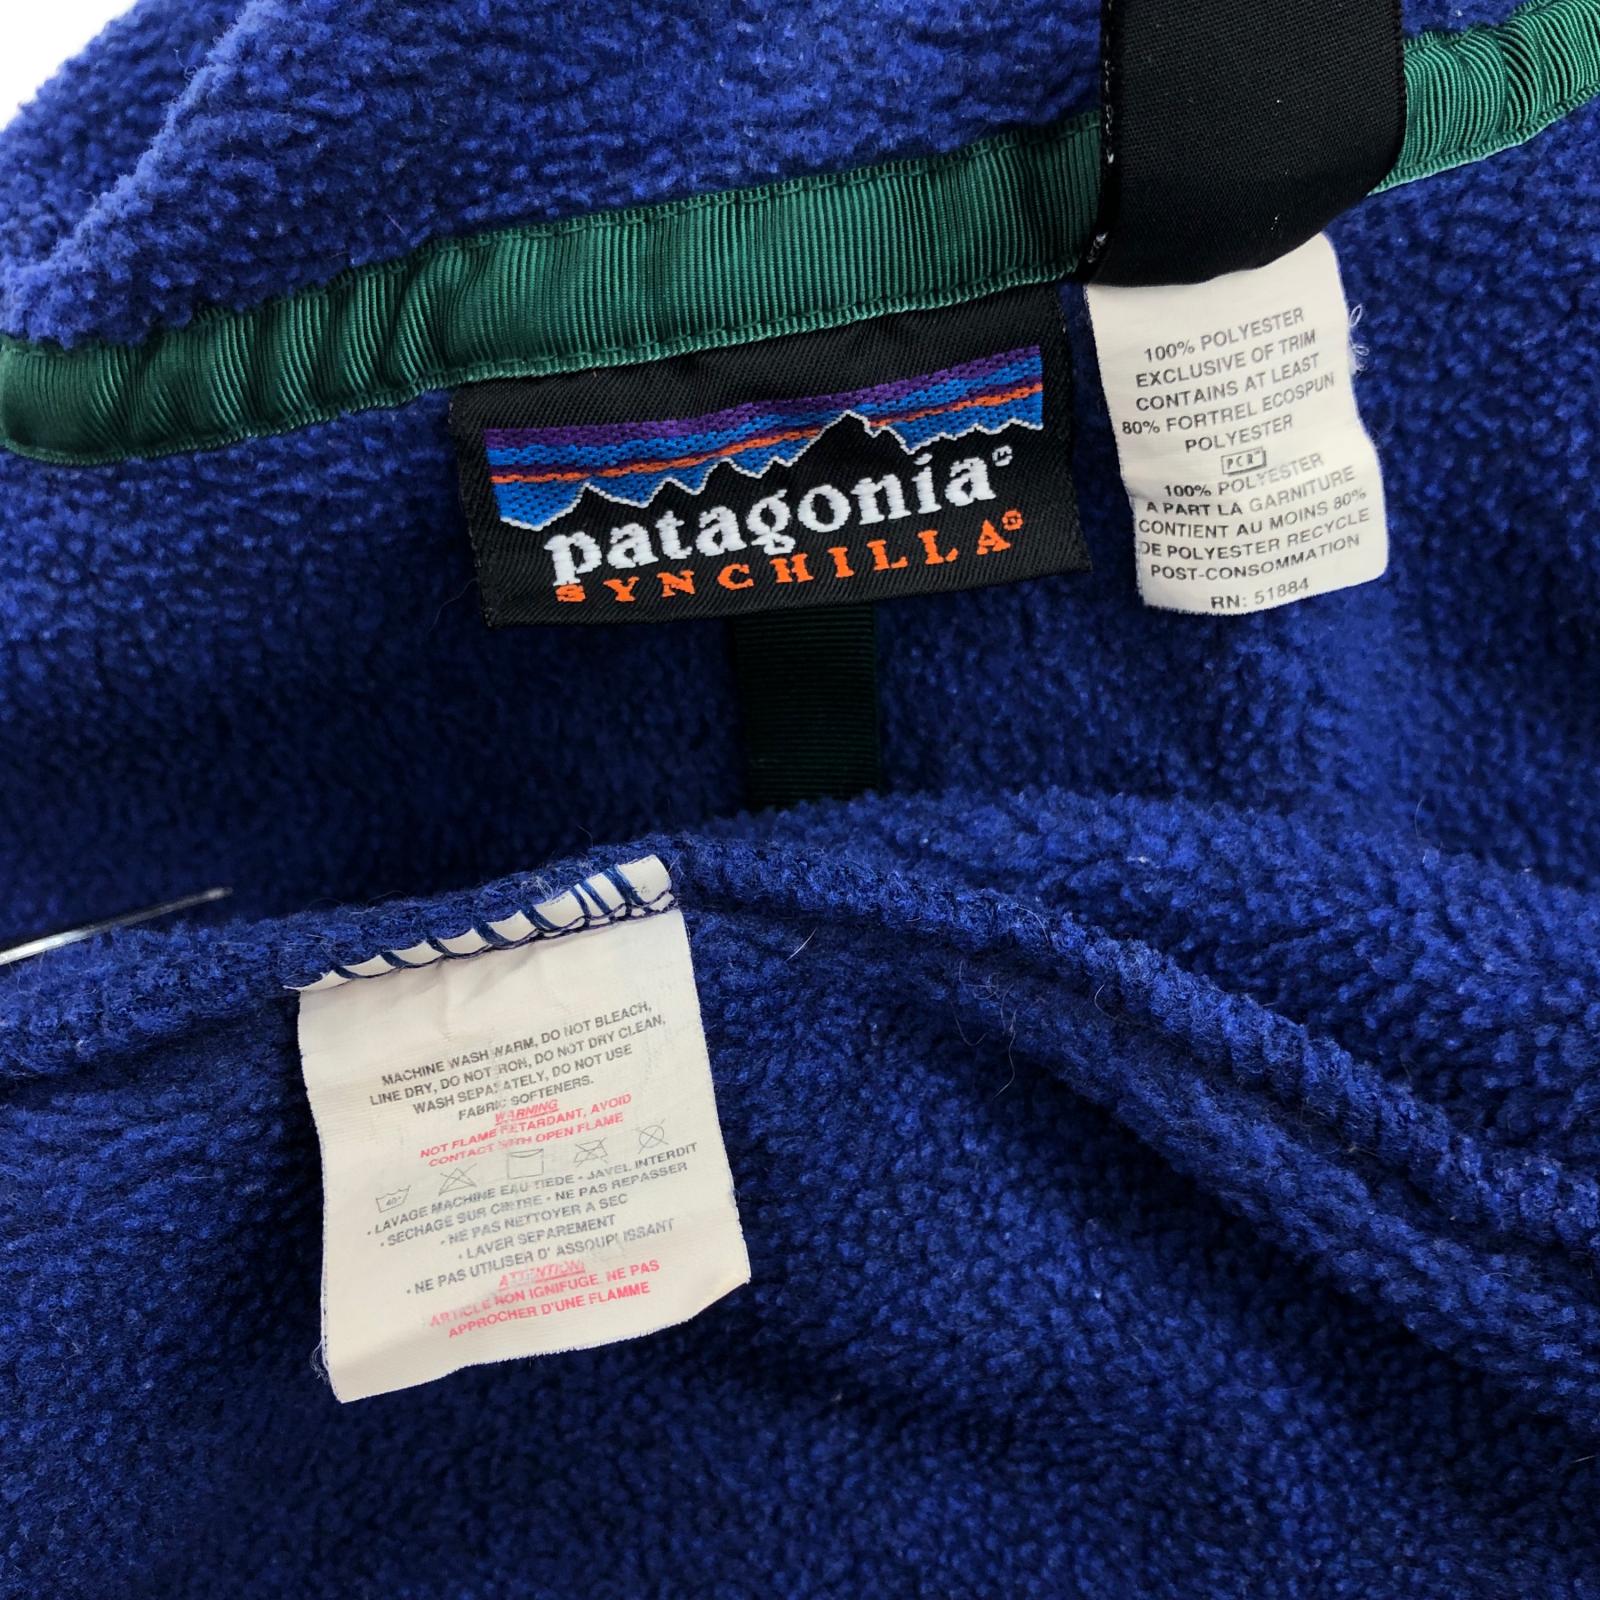 patagonia®
SYNCHILLA®
100% POLYESTER
EXCLUSIVE OF TRIM
CONTAINS AT LEAST
80% FORTREL ECOSPUN
POLYESTER
PCR™
100% POLYESTER
A PART LA GARNITURE
CONTIENT AU MOINS 80%
DE POLYESTER RECYCLE
POST-CONSOMMATION
RN: 51884
MACHINE WASH WARM, DO NOT BLEACH,
LINE DRY, DO NOT IRON, DO NOT DRY CLEAN,
WASH SEPARATELY, DO NOT USE
FABRIC SOFTENERS.
WARNING
NOT FLAME RETARDANT, AVOID
CONTACT WITH OPEN FLAME
40°
• LAVAGE MACHINE EAU TIEDE • JAVEL INTERDIT
• SECHAGE SUR CINTRE • NE PAS REPASSER
• NE PAS NETTOYER A SEC
• LAVER SEPAREMENT
• NE PAS UTILISER D' ASSOUPLISSANT
ATTENTION:
ARTICLE NON IGNIFUGE. NE PAS
APPROCHER D'UNE FLAMME